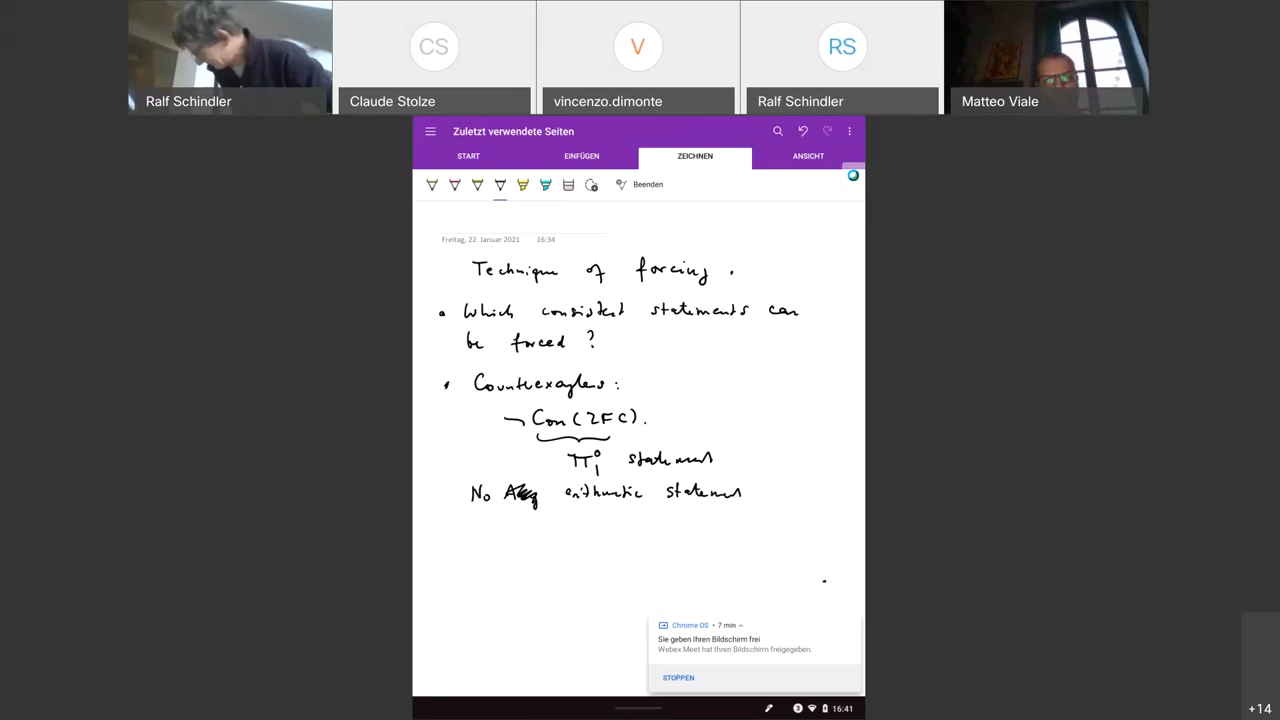 CS
V
RS
Ralf Schindler
Claude Stolze
vincenzo.dimonte
Ralf Schindler
Matteo Viale
Zuletzt verwendete Seiten
START
EINFÜGEN
ZEICHNEN
ANSICHT
Beenden
Freitag, 22. Januar 2021 16:34
Technique of forcing.
• Which consistent statements can
be forced?
• Counterexamples:
¬ Con(ZFC).
Π⁰₁ statement
No arithmetic statement
Chrome OS • 7 min
Sie geben Ihren Bildschirm frei
Webex Meet hat Ihren Bildschirm freigegeben.
STOPPEN
3 16:41
+14